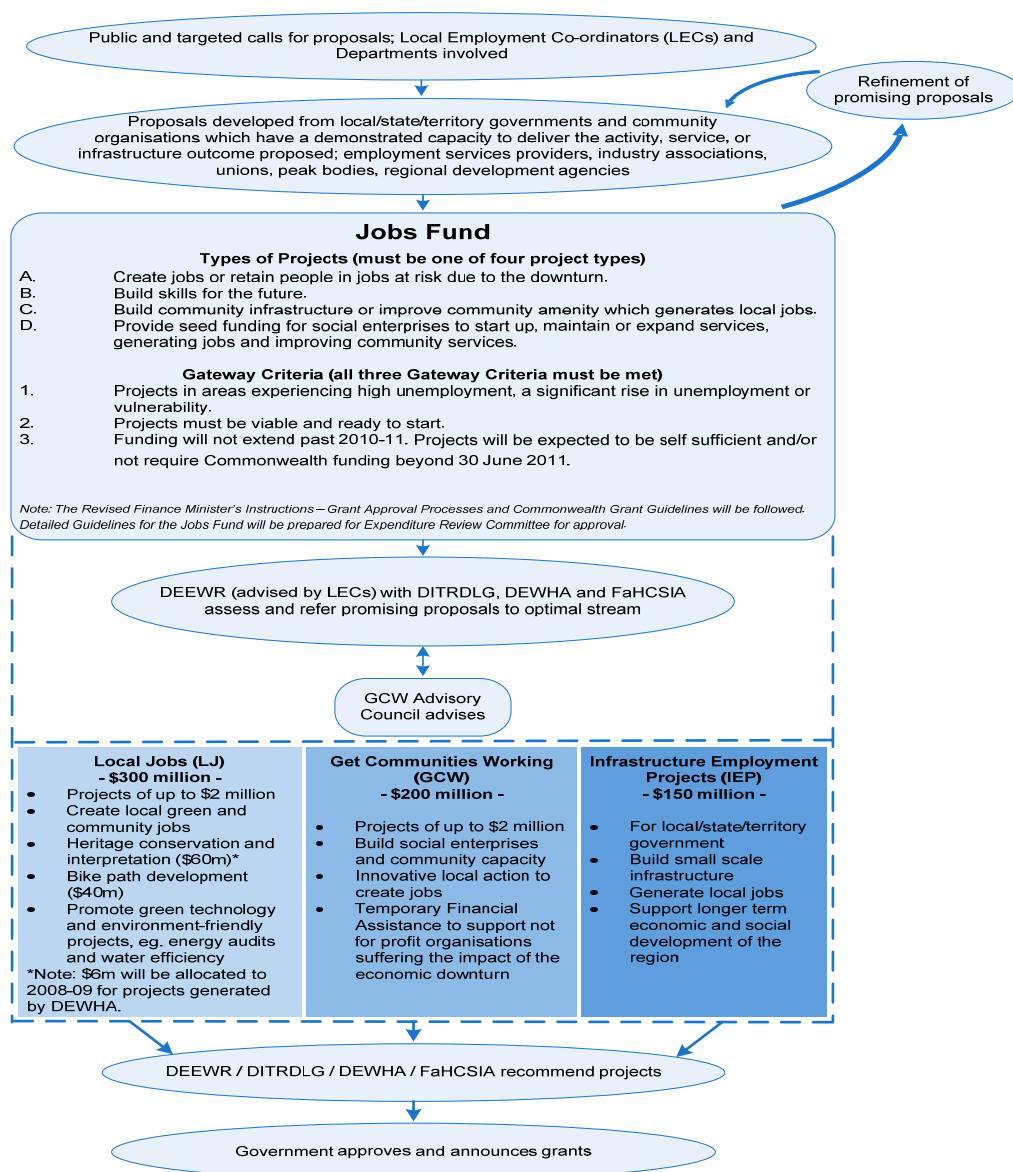 Public and targeted calls for proposals; Local Employment Co-ordinators (LECs) and
Departments involved
Refinement of
promising proposals
Proposals developed from local/state/territory governments and community
organisations which have a demonstrated capacity to deliver the activity, service, or
infrastructure outcome proposed; employment services providers, industry associations,
unions, peak bodies, regional development agencies
Jobs Fund
Types of Projects (must be one of four project types)
A. Create jobs or retain people in jobs at risk due to the downturn.
B. Build skills for the future.
C. Build community infrastructure or improve community amenity which generates local jobs.
D. Provide seed funding for social enterprises to start up, maintain or expand services,
generating jobs and improving community services.
Gateway Criteria (all three Gateway Criteria must be met)
1. Projects in areas experiencing high unemployment, a significant rise in unemployment or
vulnerability.
2. Projects must be viable and ready to start.
3. Funding will not extend past 2010-11. Projects will be expected to be self sufficient and/or
not require Commonwealth funding beyond 30 June 2011.
Note: The Revised Finance Minister's Instructions – Grant Approval Processes and Commonwealth Grant Guidelines will be followed.
Detailed Guidelines for the Jobs Fund will be prepared for Expenditure Review Committee for approval.
DEEWR (advised by LECs) with DITRDLG, DEWHA and FaHCSIA
assess and refer promising proposals to optimal stream
GCW Advisory
Council advises
Local Jobs (LJ)
- $300 million -
• Projects of up to $2 million
• Create local green and
community jobs
• Heritage conservation and
interpretation ($60m)*
• Bike path development
($40m)
• Promote green technology
and environment-friendly
projects, eg. energy audits
and water efficiency
*Note: $6m will be allocated to
2008-09 for projects generated
by DEWHA.
Get Communities Working
(GCW)
- $200 million -
• Projects of up to $2 million
• Build social enterprises
and community capacity
• Innovative local action to
create jobs
• Temporary Financial
Assistance to support not
for profit organisations
suffering the impact of the
economic downturn
Infrastructure Employment
Projects (IEP)
- $150 million -
• For local/state/territory
government
• Build small scale
infrastructure
• Generate local jobs
• Support longer term
economic and social
development of the
region
DEEWR / DITRDLG / DEWHA / FaHCSIA recommend projects
Government approves and announces grants